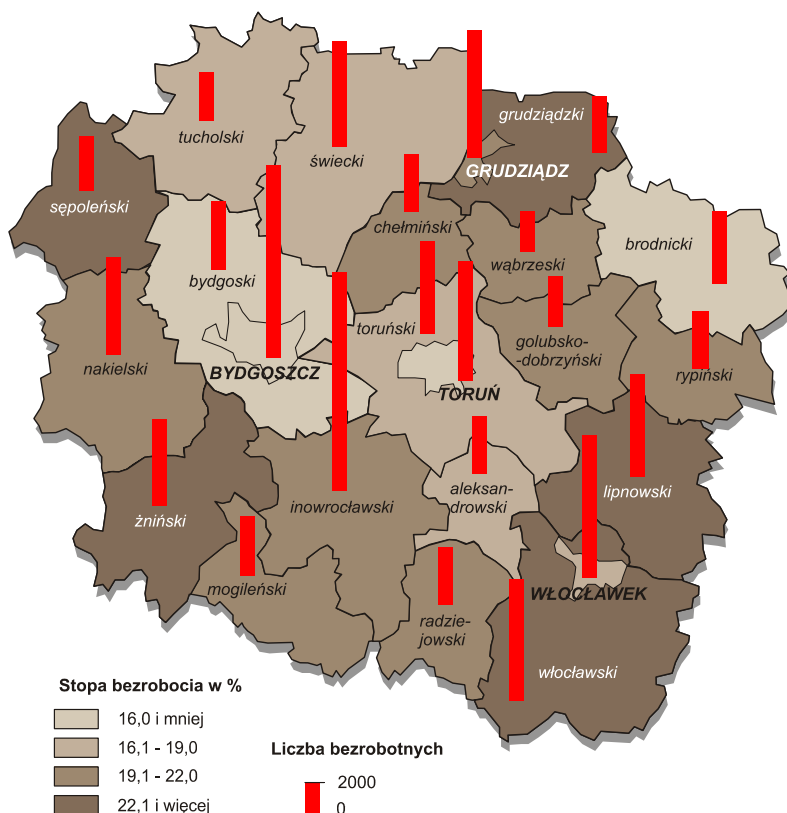 grudziądzki
tucholski
świecki
GRUDZIĄDZ
sępoleński
chełmiński
brodnicki
bydgoski
wąbrzeski
toruński
golubsko-
-dobrzyński
nakielski
BYDGOSZCZ
rypiński
TORUŃ
aleksan-
drowski
lipnowski
inowrocławski
żniński
mogileński
WŁOCŁAWEK
radzie-
jowski
włocławski
Stopa bezrobocia w %
16,0 i mniej
16,1 - 19,0
19,1 - 22,0
22,1 i więcej
Liczba bezrobotnych
2000
0